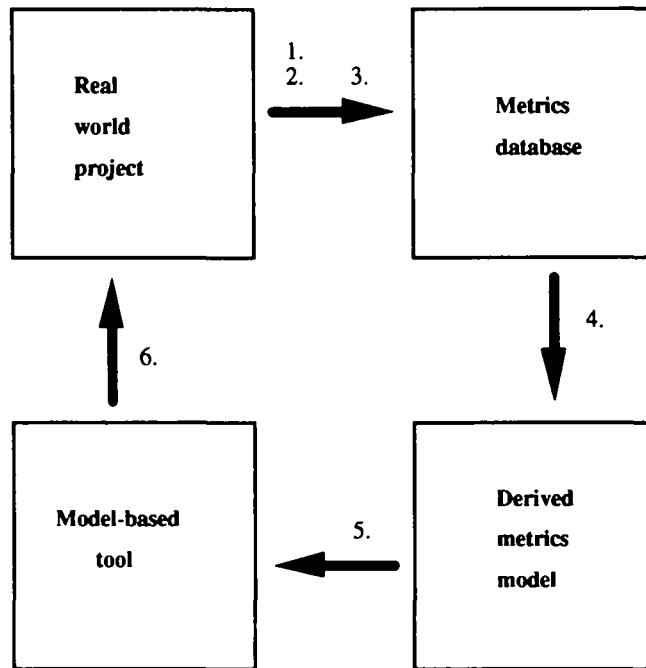 Real
world
project
1.
2. 3.
Metrics
database
4.
6.
Model-based
tool
5.
Derived
metrics
model